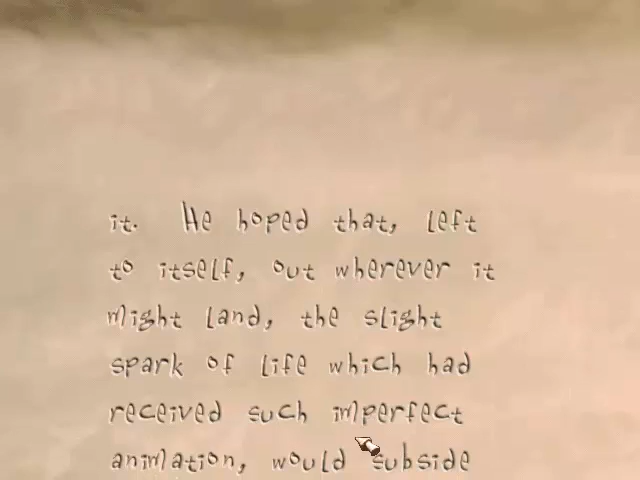 it. He hoped that, left
to itself, out wherever it
might land, the slight
spark of life which had
received such imperfect
animation, would subside